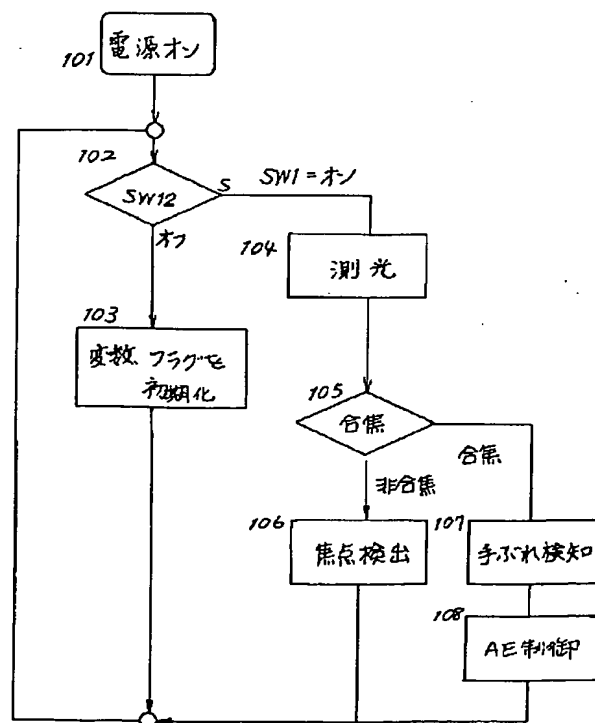 101
電源オン
102
SW12
S
SW1=オン
オフ
103
変数、フラグを
初期化
104
測光
105
合焦
合焦
非合焦
106
焦点検出
107
手ぶれ検知
108
AE制御